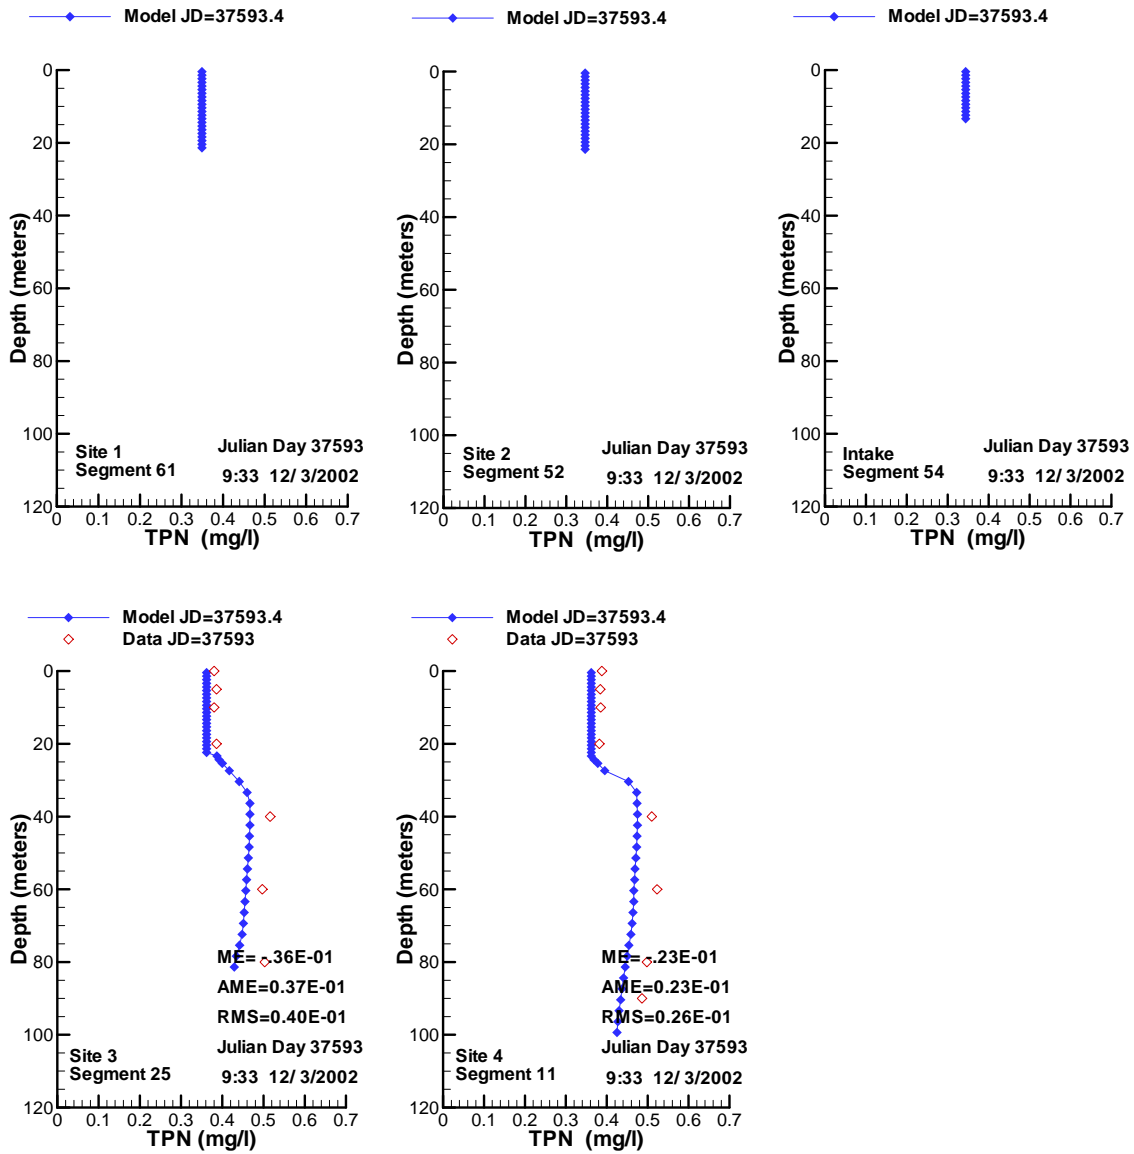 Model JD=37593.4
0
20
40
60
80
100
120
Depth (meters)
Site 1
Segment 61
Julian Day 37593
9:33 12/ 3/2002
0 0.1 0.2 0.3 0.4 0.5 0.6 0.7
TPN (mg/l)
Model JD=37593.4
0
20
40
60
80
100
120
Depth (meters)
Site 2
Segment 52
Julian Day 37593
9:33 12/ 3/2002
0 0.1 0.2 0.3 0.4 0.5 0.6 0.7
TPN (mg/l)
Model JD=37593.4
0
20
40
60
80
100
120
Depth (meters)
Intake
Segment 54
Julian Day 37593
9:33 12/ 3/2002
0 0.1 0.2 0.3 0.4 0.5 0.6 0.7
TPN (mg/l)
Model JD=37593.4
Data JD=37593
0
20
40
60
80
100
120
Depth (meters)
ME= -.36E-01
AME=0.37E-01
RMS=0.40E-01
Site 3
Segment 25
Julian Day 37593
9:33 12/ 3/2002
0 0.1 0.2 0.3 0.4 0.5 0.6 0.7
TPN (mg/l)
Model JD=37593.4
Data JD=37593
0
20
40
60
80
100
120
Depth (meters)
ME= -.23E-01
AME=0.23E-01
RMS=0.26E-01
Site 4
Segment 11
Julian Day 37593
9:33 12/ 3/2002
0 0.1 0.2 0.3 0.4 0.5 0.6 0.7
TPN (mg/l)